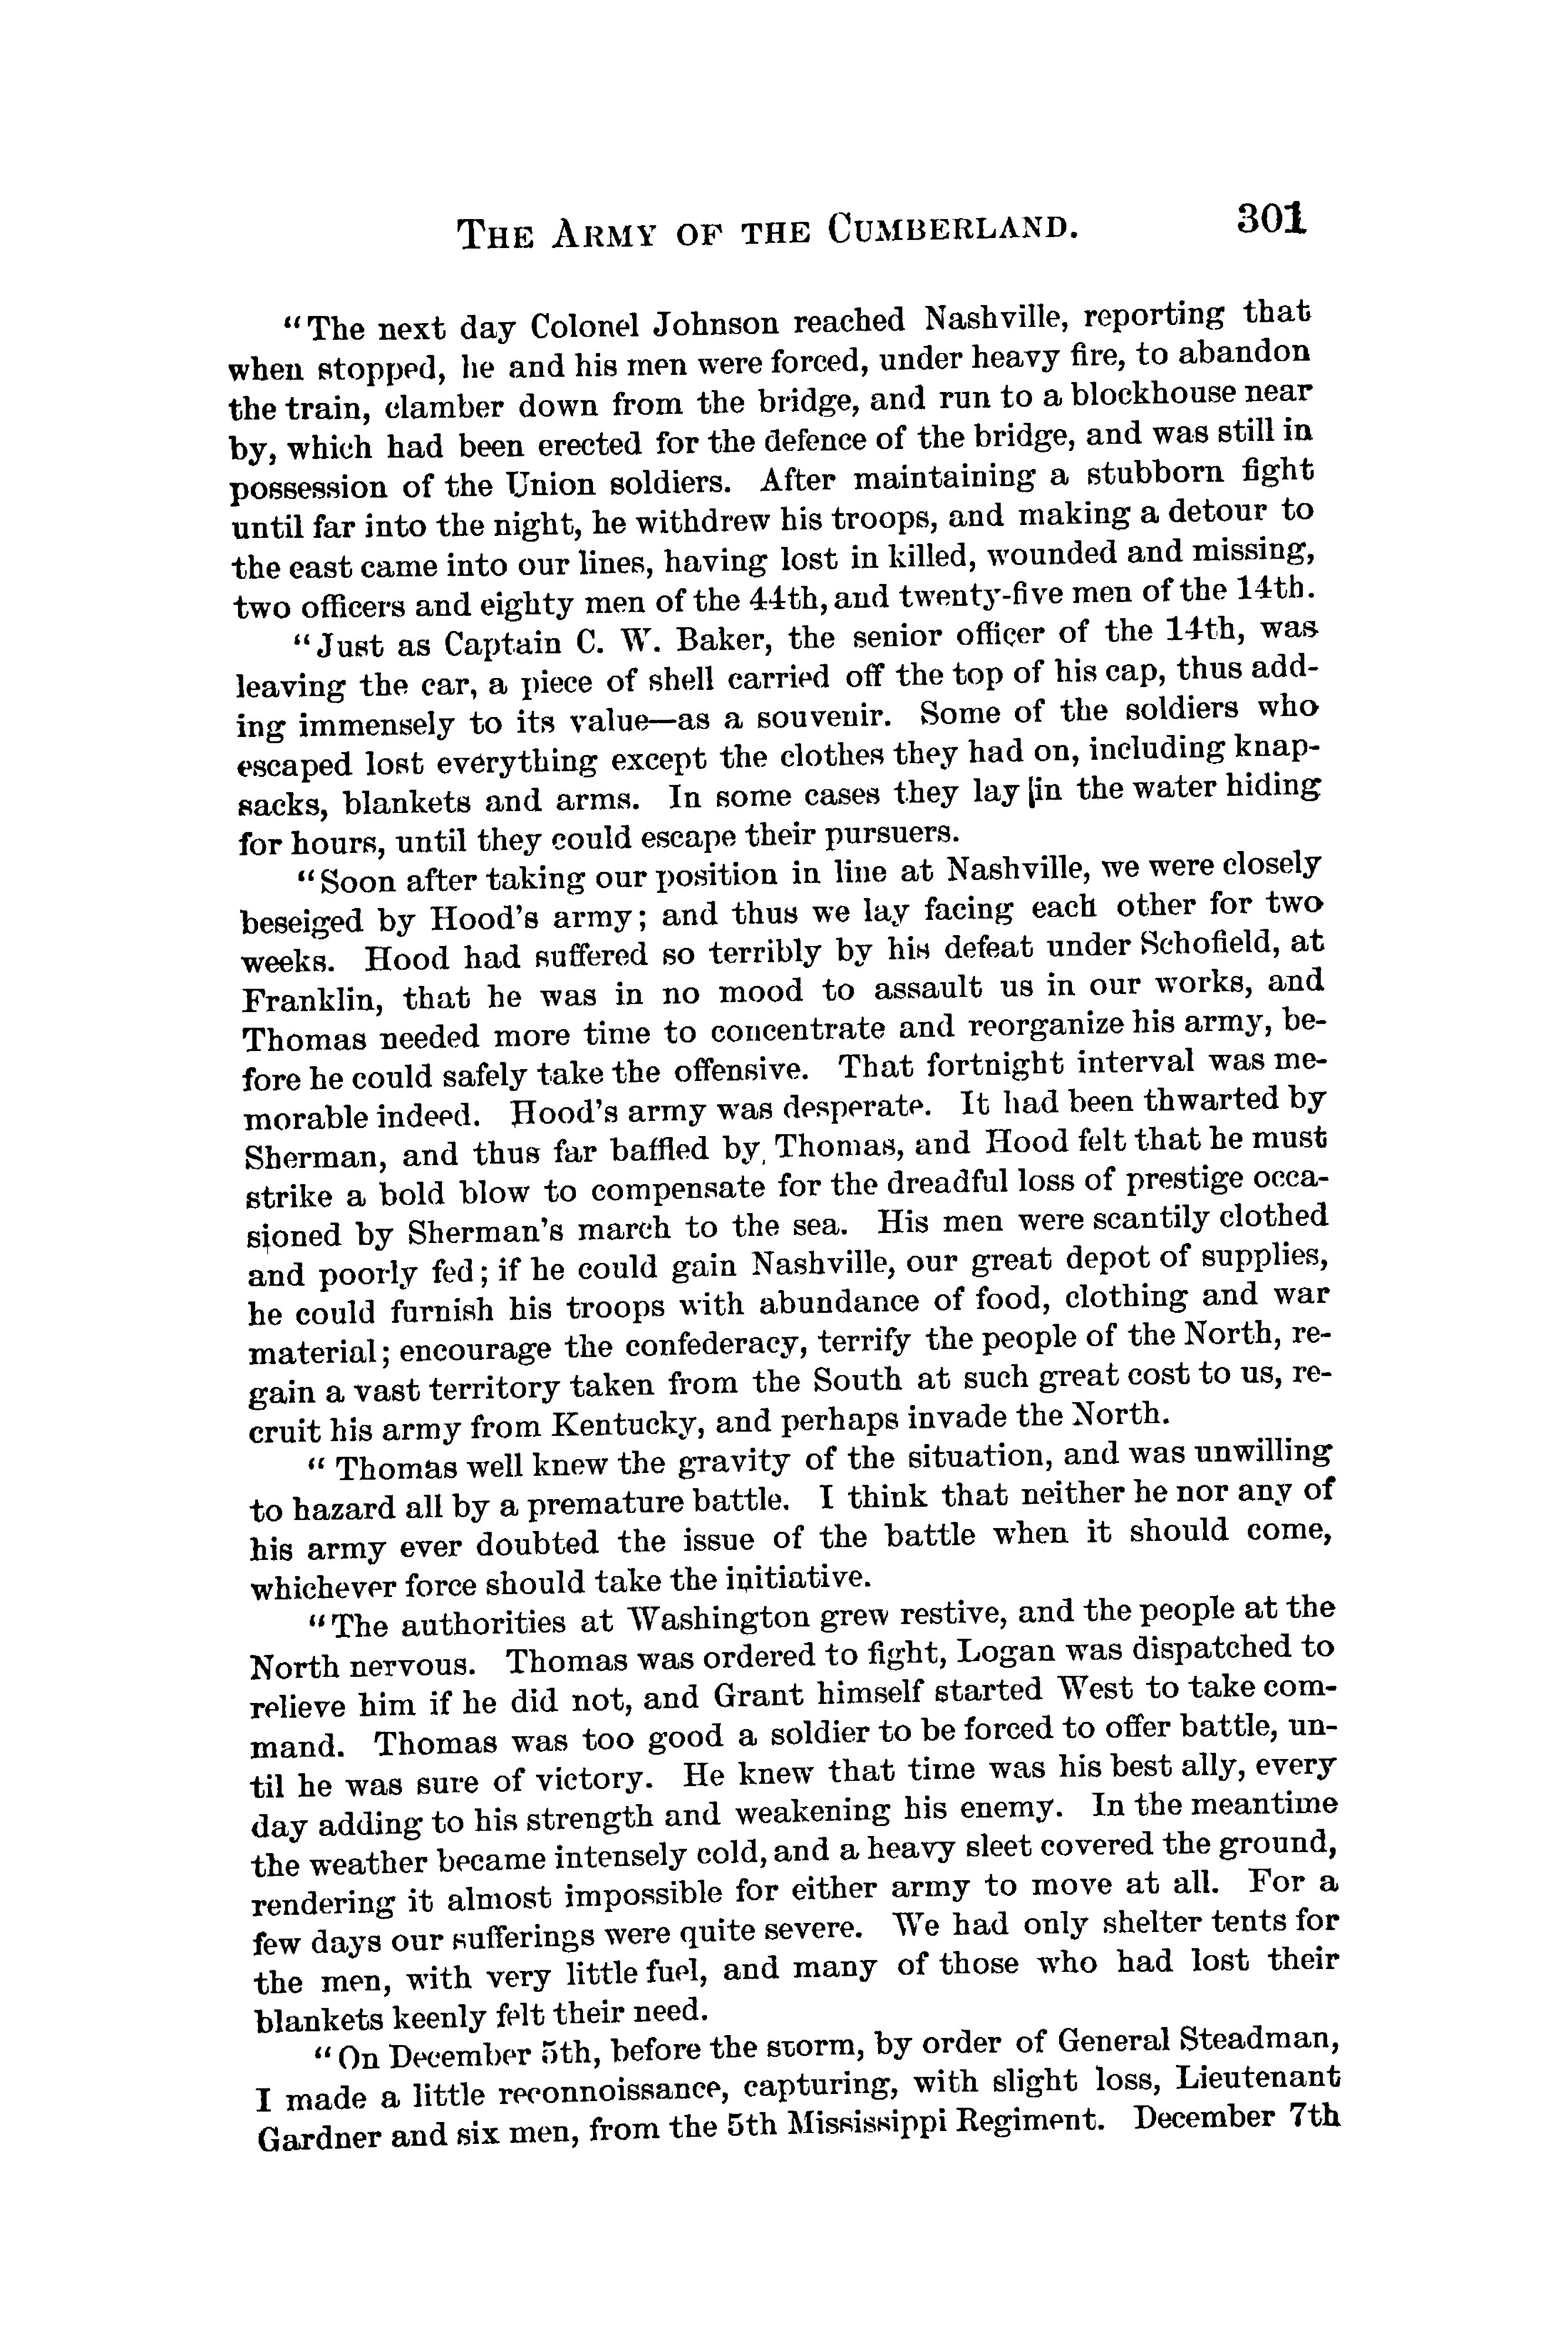 THE ARMY OF THE CUMBERLAND. 301
"The next day Colonel Johnson reached Nashville, reporting that
when stopped, he and his men were forced, under heavy fire, to abandon
the train, clamber down from the bridge, and run to a blockhouse near
by, which had been erected for the defence of the bridge, and was still in
possession of the Union soldiers. After maintaining a stubborn fight
until far into the night, he withdrew his troops, and making a detour to
the east came into our lines, having lost in killed, wounded and missing,
two officers and eighty men of the 44th, and twenty-five men of the 14th.
"Just as Captain C. W. Baker, the senior officer of the 14th, was
leaving the car, a piece of shell carried off the top of his cap, thus add-
ing immensely to its value—as a souvenir. Some of the soldiers who
escaped lost everything except the clothes they had on, including knap-
sacks, blankets and arms. In some cases they lay in the water hiding
for hours, until they could escape their pursuers.
"Soon after taking our position in line at Nashville, we were closely
beseiged by Hood's army; and thus we lay facing each other for two
weeks. Hood had suffered so terribly by his defeat under Schofield, at
Franklin, that he was in no mood to assault us in our works, and
Thomas needed more time to concentrate and reorganize his army, be-
fore he could safely take the offensive. That fortnight interval was me-
morable indeed. Hood's army was desperate. It had been thwarted by
Sherman, and thus far baffled by Thomas, and Hood felt that he must
strike a bold blow to compensate for the dreadful loss of prestige occa-
sioned by Sherman's march to the sea. His men were scantily clothed
and poorly fed; if he could gain Nashville, our great depot of supplies,
he could furnish his troops with abundance of food, clothing and war
material; encourage the confederacy, terrify the people of the North, re-
gain a vast territory taken from the South at such great cost to us, re-
cruit his army from Kentucky, and perhaps invade the North.
"Thomas well knew the gravity of the situation, and was unwilling
to hazard all by a premature battle. I think that neither he nor any of
his army ever doubted the issue of the battle when it should come,
whichever force should take the initiative.
"The authorities at Washington grew restive, and the people at the
North nervous. Thomas was ordered to fight, Logan was dispatched to
relieve him if he did not, and Grant himself started West to take com-
mand. Thomas was too good a soldier to be forced to offer battle, un-
til he was sure of victory. He knew that time was his best ally, every
day adding to his strength and weakening his enemy. In the meantime
the weather became intensely cold, and a heavy sleet covered the ground,
rendering it almost impossible for either army to move at all. For a
few days our sufferings were quite severe. We had only shelter tents for
the men, with very little fuel, and many of those who had lost their
blankets keenly felt their need.
"On December 5th, before the storm, by order of General Steadman,
I made a little reconnoissance, capturing, with slight loss, Lieutenant
Gardner and six men, from the 5th Mississippi Regiment. December 7th